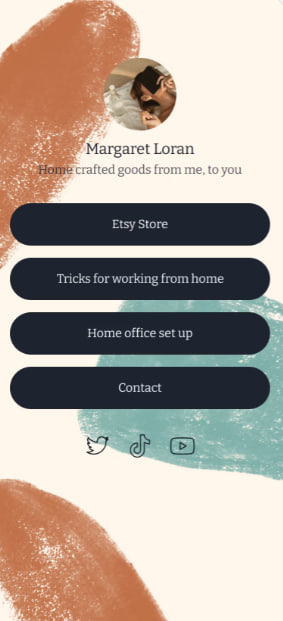 Margaret Loran
Home crafted goods from me, to you
Etsy Store
Tricks for working from home
Home office set up
Contact